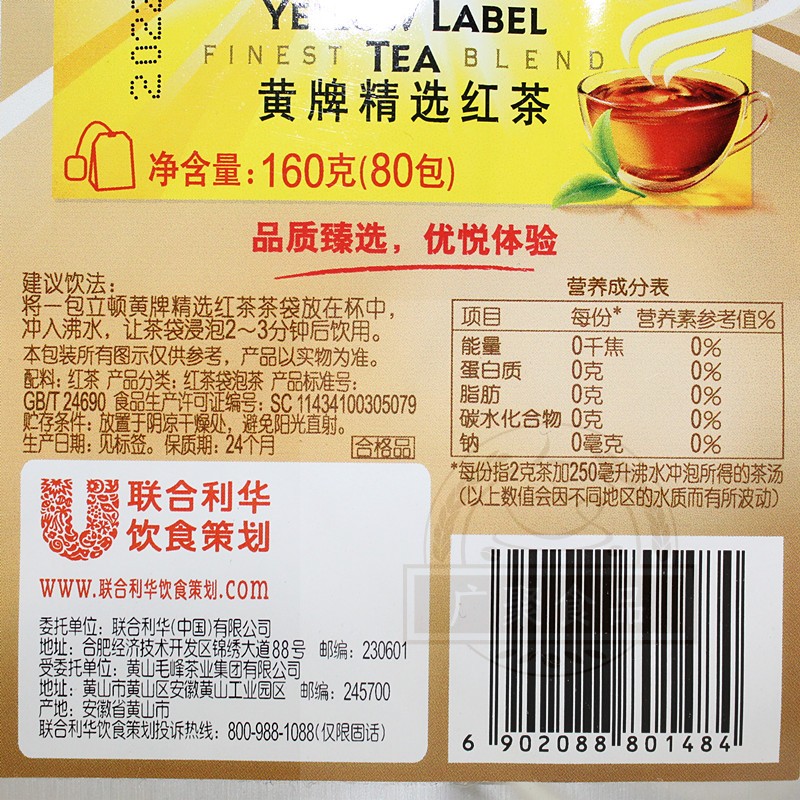 YELLOW LABEL
FINEST TEA BLEND
黄牌精选红茶
净含量：160克(80包)
品质臻选，优悦体验
建议饮法：
将一包立顿黄牌精选红茶茶袋放在杯中，
冲入沸水，让茶袋浸泡2～3分钟后饮用。
本包装所有图示仅供参考，产品以实物为准。
配料：红茶 产品分类：红茶袋泡茶 产品标准号：
GB/T 24690 食品生产许可证编号：SC 11434100305079
贮存条件：放置于阴凉干燥处，避免阳光直射。
生产日期：见标签。保质期：24个月 合格品
营养成分表
项目 每份* 营养素参考值%
能量 0千焦 0%
蛋白质 0克 0%
脂肪 0克 0%
碳水化合物 0克 0%
钠 0毫克 0%
*每份指2克茶加250毫升沸水冲泡所得的茶汤
（以上数值会因不同地区的水质而有所波动）
联合利华
饮食策划
www.联合利华饮食策划.com
委托单位：联合利华(中国)有限公司
地址：合肥经济技术开发区锦绣大道88号 邮编：230601
受委托单位：黄山毛峰茶业集团有限公司
地址：黄山市黄山区安徽黄山工业园区 邮编：245700
产地：安徽省黄山市
联合利华饮食策划投诉热线：800-988-1088(仅限固话)
6 902088 801484